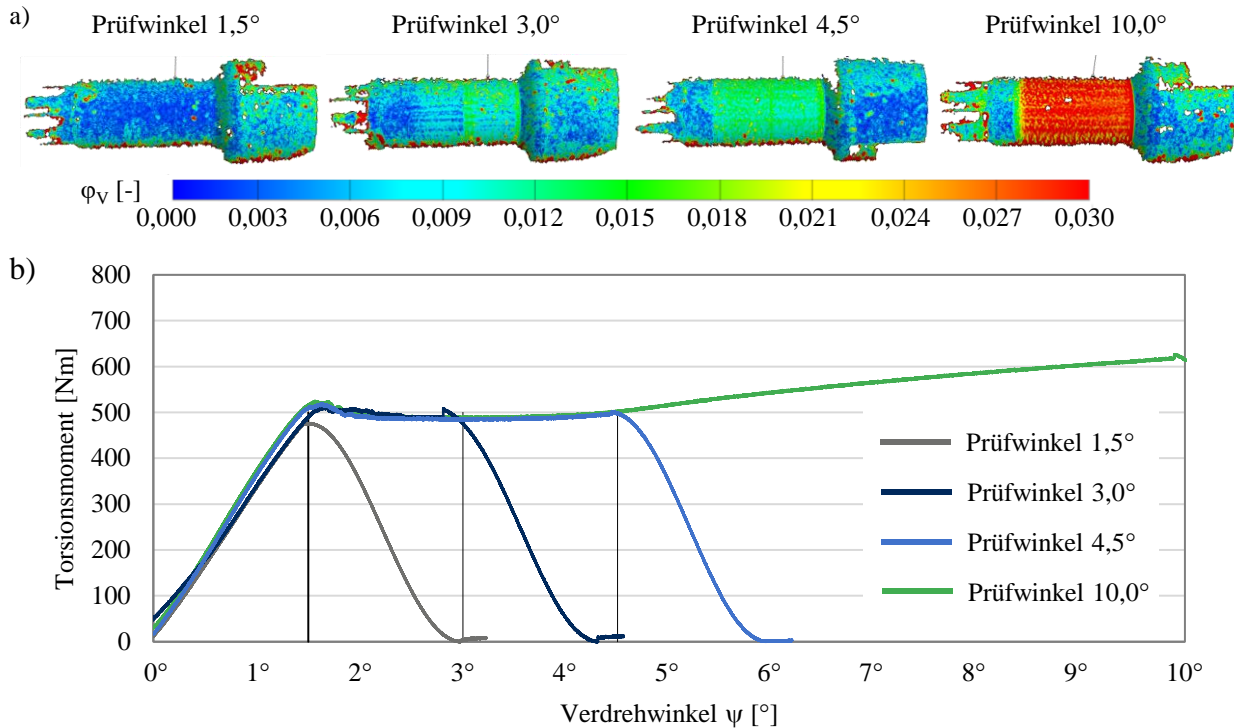 a)
Prüfwinkel 1,5° Prüfwinkel 3,0° Prüfwinkel 4,5° Prüfwinkel 10,0°
φV [-]
0,000 0,003 0,006 0,009 0,012 0,015 0,018 0,021 0,024 0,027 0,030
b)
800
700
600
500
400
300
200
100
0
Torsionsmoment [Nm]
Prüfwinkel 1,5°
Prüfwinkel 3,0°
Prüfwinkel 4,5°
Prüfwinkel 10,0°
0° 1° 2° 3° 4° 5° 6° 7° 8° 9° 10°
Verdrehwinkel ψ [°]